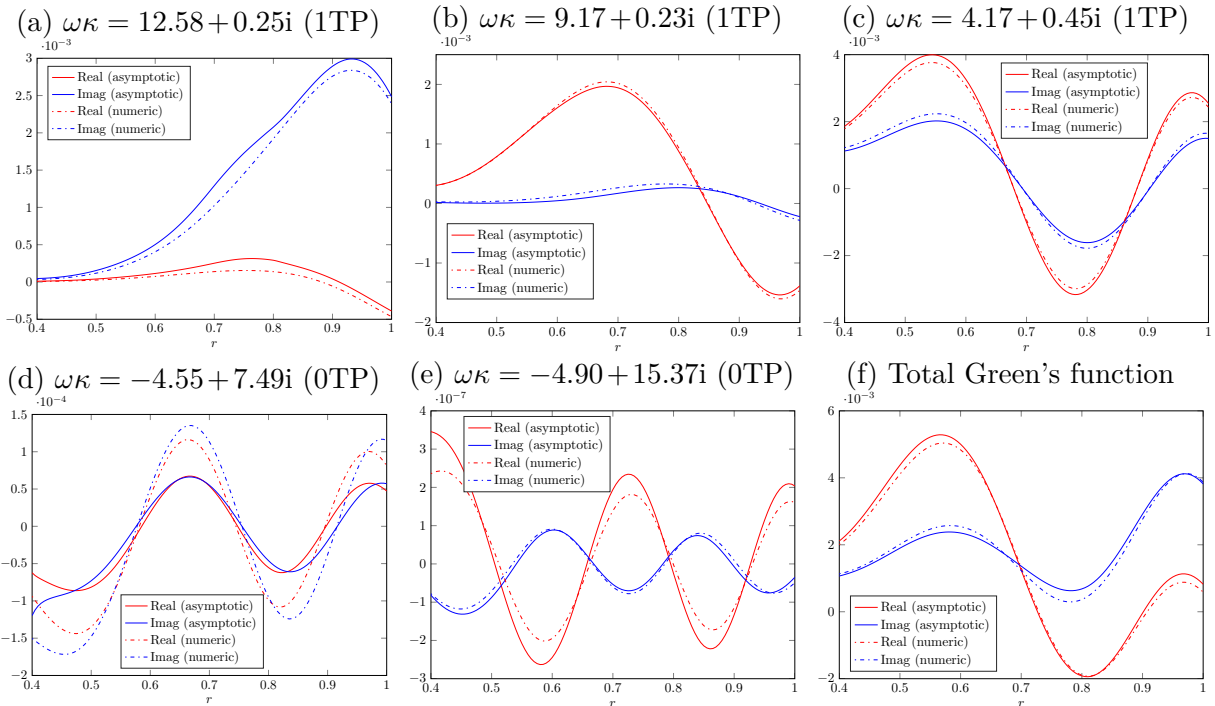 (a) ωκ = 12.58+0.25i (1TP)
·10⁻³
3
2.5
2
1.5
1
0.5
0
−0.5
0.4 0.5 0.6 0.7 0.8 0.9 1
r
Real (asymptotic)
Imag (asymptotic)
Real (numeric)
Imag (numeric)
(b) ωκ = 9.17+0.23i (1TP)
·10⁻³
2
1
0
−1
−2
0.4 0.5 0.6 0.7 0.8 0.9 1
r
Real (asymptotic)
Imag (asymptotic)
Real (numeric)
Imag (numeric)
(c) ωκ = 4.17+0.45i (1TP)
·10⁻³
4
2
0
−2
−4
0.4 0.5 0.6 0.7 0.8 0.9 1
r
Real (asymptotic)
Imag (asymptotic)
Real (numeric)
Imag (numeric)
(d) ωκ = −4.55+7.49i (0TP)
·10⁻⁴
1.5
1
0.5
0
−0.5
−1
−1.5
−2
0.4 0.5 0.6 0.7 0.8 0.9 1
r
Real (asymptotic)
Imag (asymptotic)
Real (numeric)
Imag (numeric)
(e) ωκ = −4.90+15.37i (0TP)
·10⁻⁷
4
3
2
1
0
−1
−2
−3
0.4 0.5 0.6 0.7 0.8 0.9 1
r
Real (asymptotic)
Imag (asymptotic)
Real (numeric)
Imag (numeric)
(f) Total Green's function
·10⁻³
6
4
2
0
−2
0.4 0.5 0.6 0.7 0.8 0.9 1
r
Real (asymptotic)
Imag (asymptotic)
Real (numeric)
Imag (numeric)